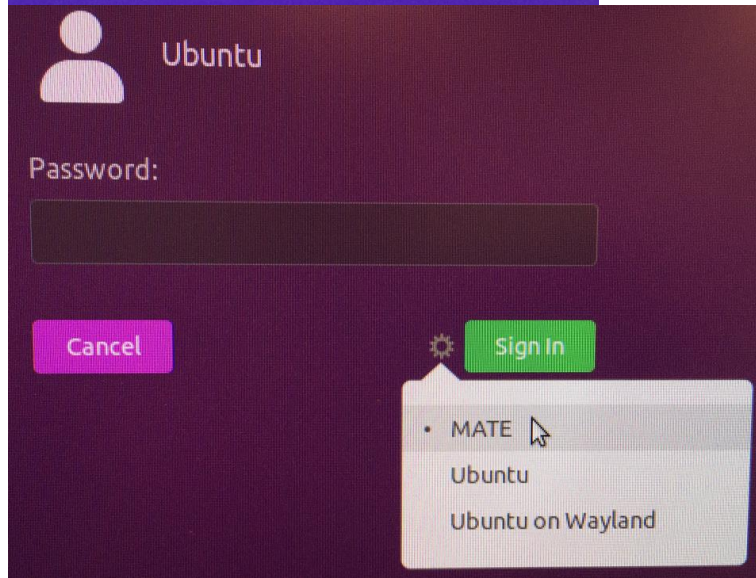 Ubuntu
Password:
Cancel
Sign In
• MATE
Ubuntu
Ubuntu on Wayland